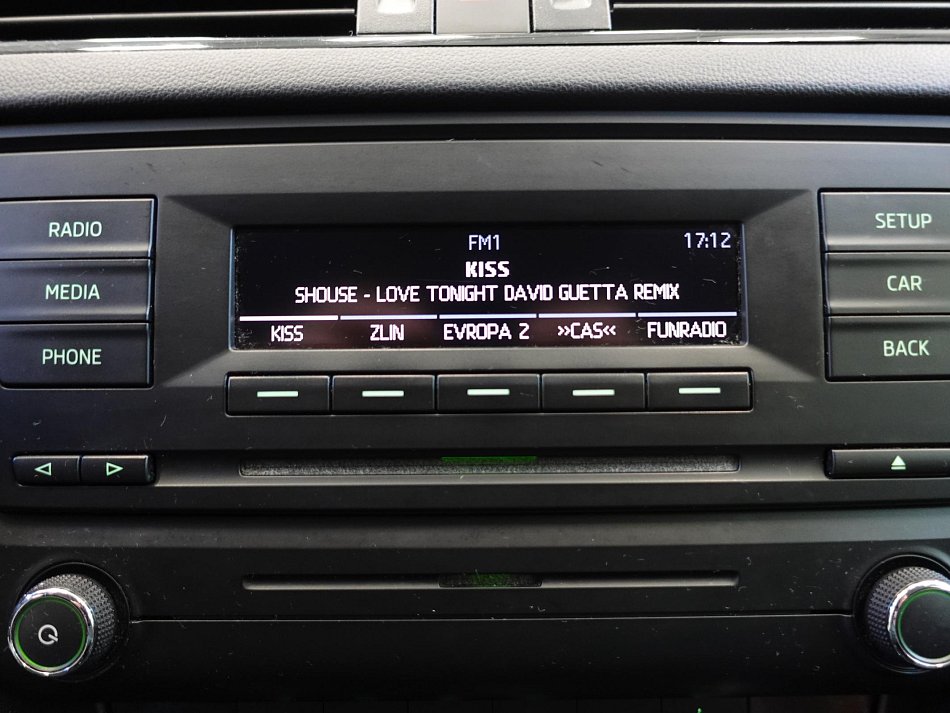 RADIO
MEDIA
PHONE
FM1 17:12
KISS
SHOUSE - LOVE TONIGHT DAVID GUETTA REMIX
KISS ZLIN EVROPA 2 »CAS« FUNRADIO
SETUP
CAR
BACK